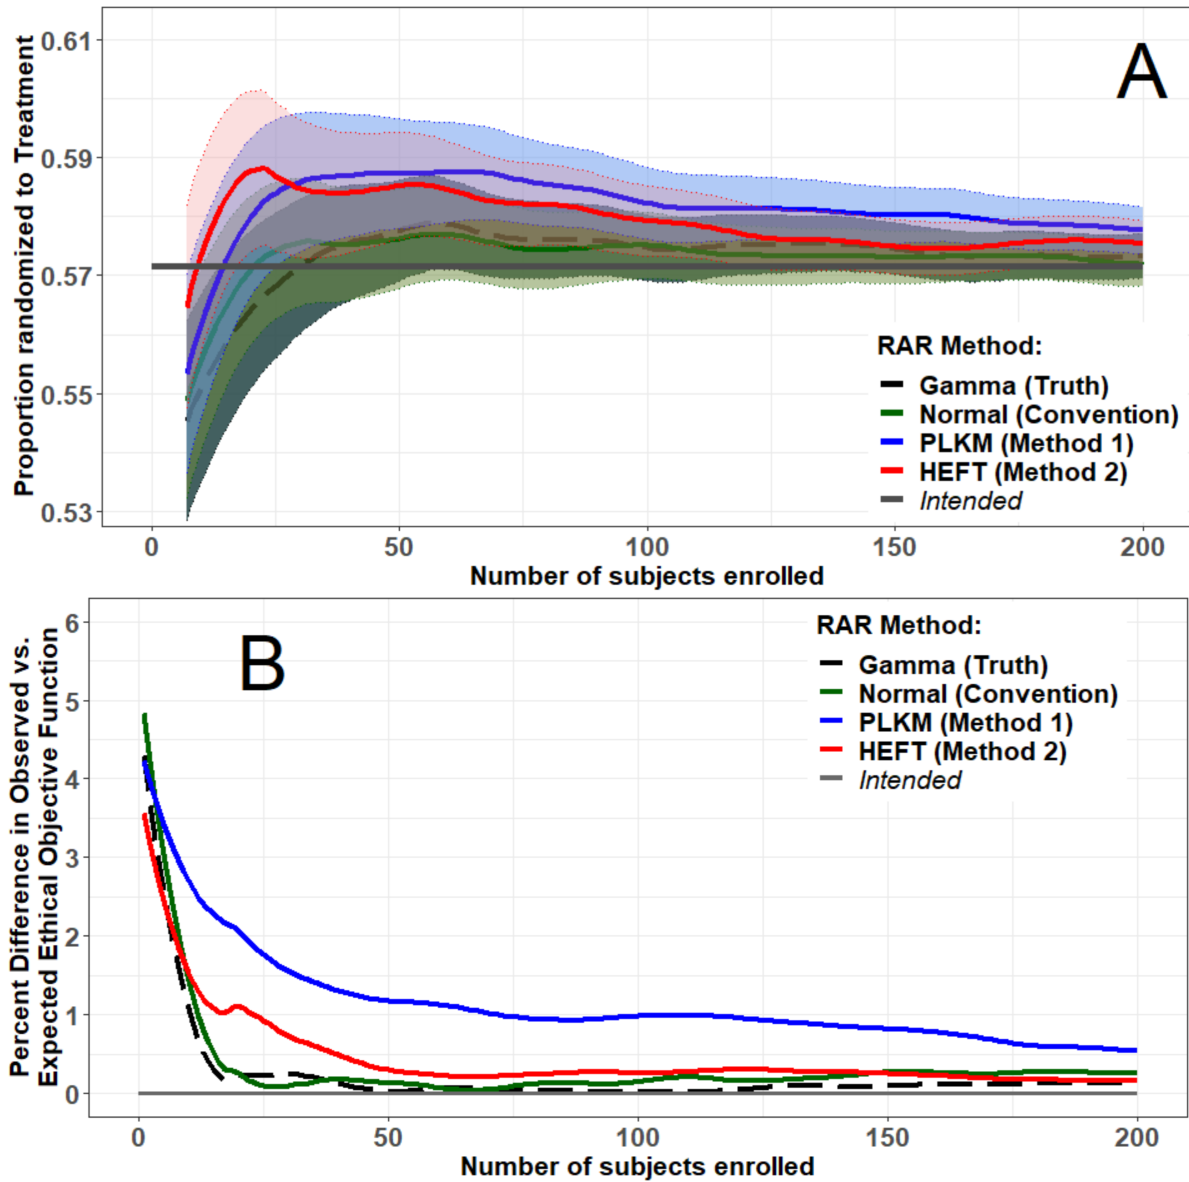 Proportion randomized to Treatment
0.61
0.59
0.57
0.55
0.53
A
RAR Method:
Gamma (Truth)
Normal (Convention)
PLKM (Method 1)
HEFT (Method 2)
Intended
0 50 100 150 200
Number of subjects enrolled
Percent Difference in Observed vs.
Expected Ethical Objective Function
6
5
4
3
2
1
0
B
RAR Method:
Gamma (Truth)
Normal (Convention)
PLKM (Method 1)
HEFT (Method 2)
Intended
0 50 100 150 200
Number of subjects enrolled